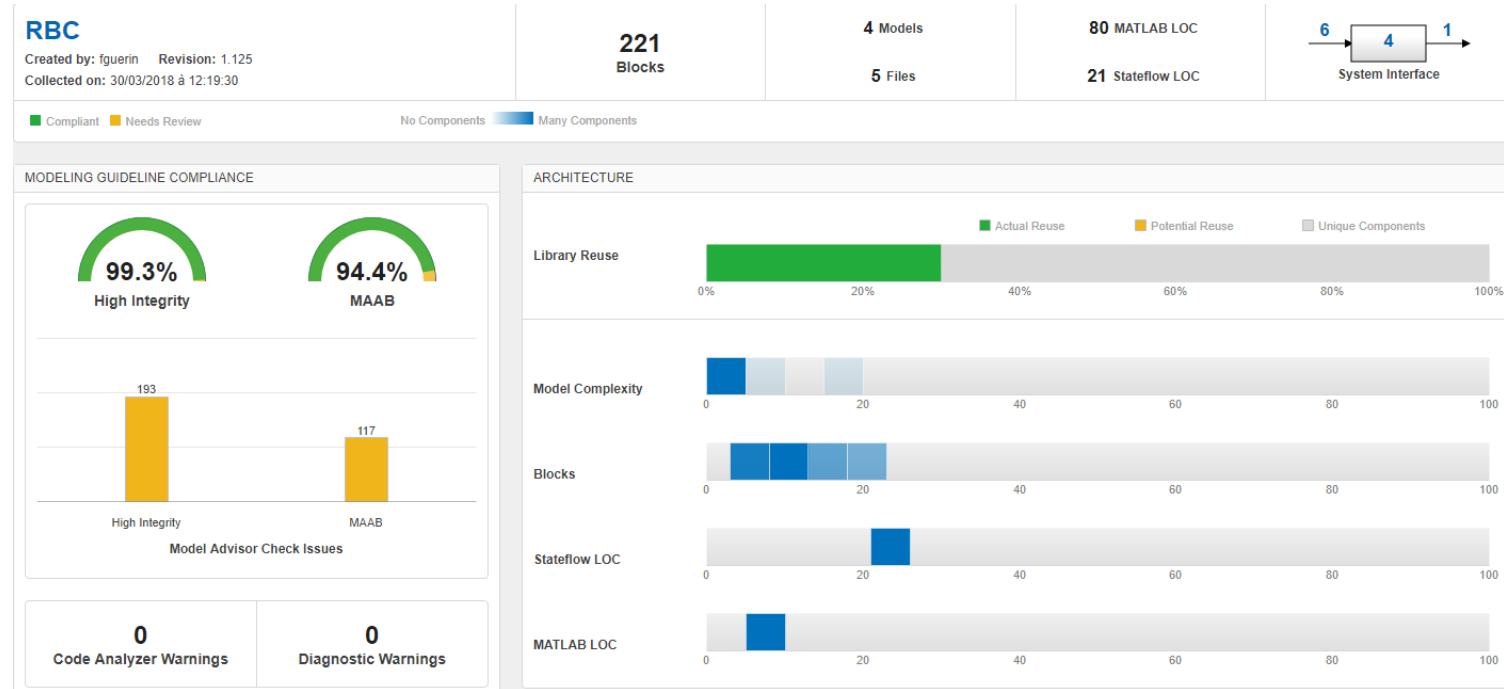 RBC
Created by: fguerin Revision: 1.125
Collected on: 30/03/2018 à 12:19:30
221
Blocks
4 Models
5 Files
80 MATLAB LOC
21 Stateflow LOC
6 4 1
System Interface
Compliant Needs Review No Components Many Components
MODELING GUIDELINE COMPLIANCE
99.3%
High Integrity
94.4%
MAAB
193
117
High Integrity MAAB
Model Advisor Check Issues
0
Code Analyzer Warnings
0
Diagnostic Warnings
ARCHITECTURE
Actual Reuse Potential Reuse Unique Components
Library Reuse
0% 20% 40% 60% 80% 100%
Model Complexity
0 20 40 60 80 100
Blocks
0 20 40 60 80 100
Stateflow LOC
0 20 40 60 80 100
MATLAB LOC
0 20 40 60 80 100